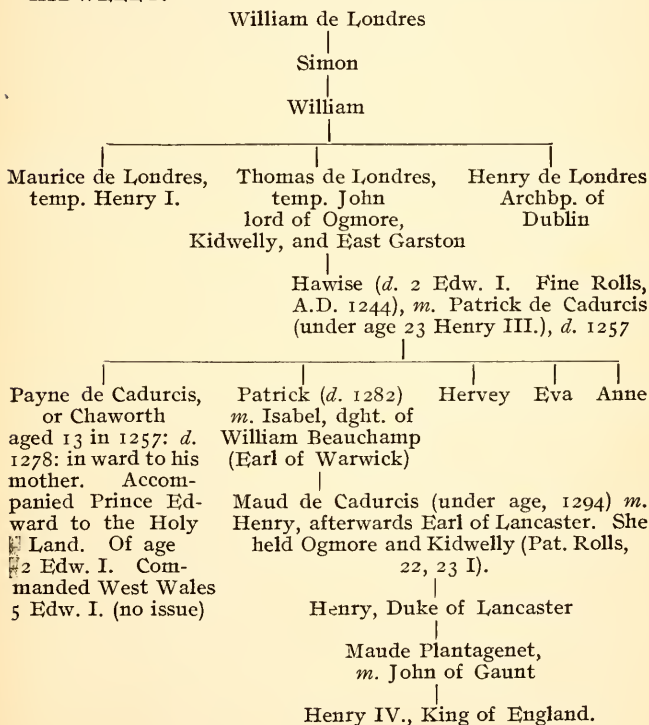 William de Londres
Simon
William
Maurice de Londres,
temp. Henry I.
Thomas de Londres,
temp. John
lord of Ogmore,
Kidwelly, and East Garston
Henry de Londres
Archbp. of
Dublin
Hawise (d. 2 Edw. I. Fine Rolls,
A.D. 1244), m. Patrick de Cadurcis
(under age 23 Henry III.), d. 1257
Payne de Cadurcis,
or Chaworth
aged 13 in 1257: d.
1278: in ward to his
mother. Accom-
panied Prince Ed-
ward to the Holy
Land. Of age
2 Edw. I. Com-
manded West Wales
5 Edw. I. (no issue)
Patrick (d. 1282)
m. Isabel, dght. of
William Beauchamp
(Earl of Warwick)
Hervey
Eva
Anne
Maud de Cadurcis (under age, 1294) m.
Henry, afterwards Earl of Lancaster. She
held Ogmore and Kidwelly (Pat. Rolls,
22, 23 I).
Henry, Duke of Lancaster
Maude Plantagenet,
m. John of Gaunt
Henry IV., King of England.